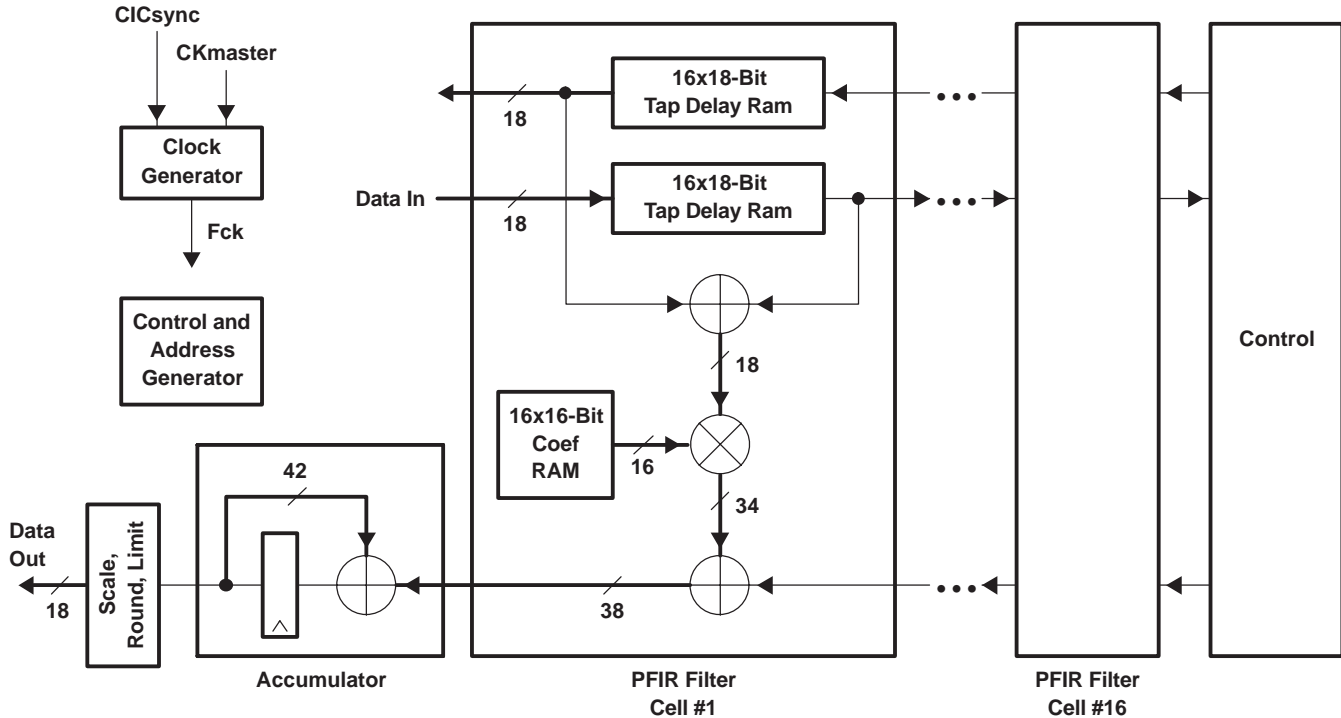 CICsync
CKmaster
Clock
Generator
Fck
Control and
Address
Generator
16x18-Bit
Tap Delay Ram
18
• • •
Data In
18
16x18-Bit
Tap Delay Ram
• • •
18
16x16-Bit
Coef
RAM
16
34
Control
42
Data
Out
18
Scale,
Round, Limit
38
• • •
Accumulator
PFIR Filter
Cell #1
PFIR Filter
Cell #16